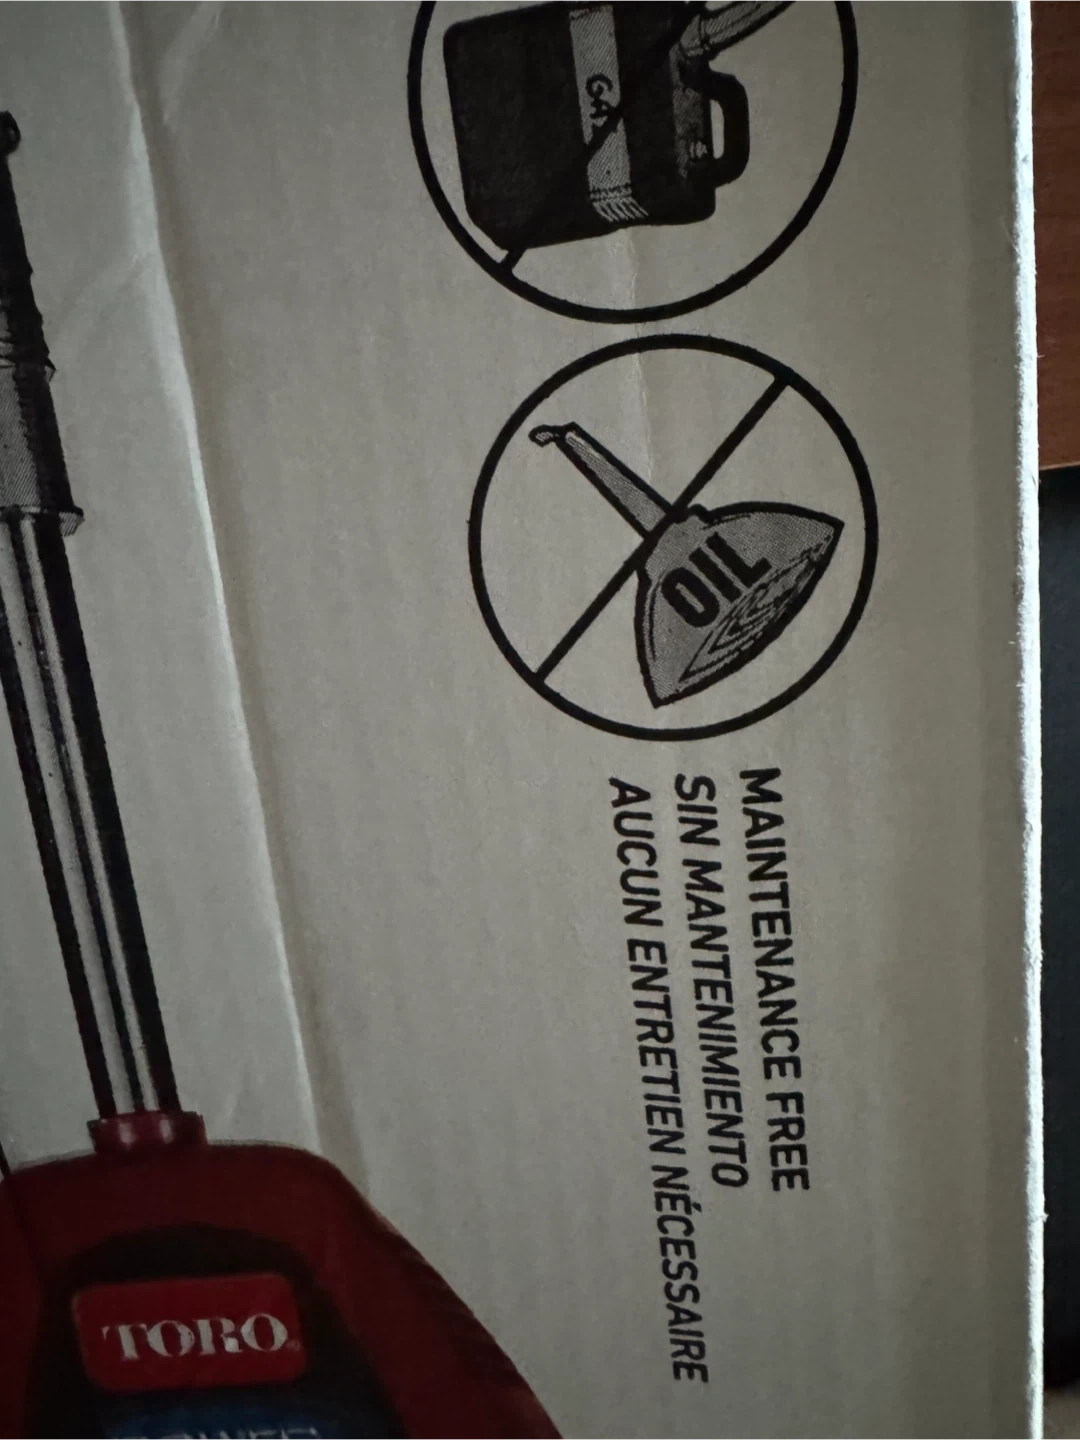 GAS
OIL
MAINTENANCE FREE
SIN MANTENIMIENTO
AUCUN ENTRETIEN NÉCESSAIRE
TORO